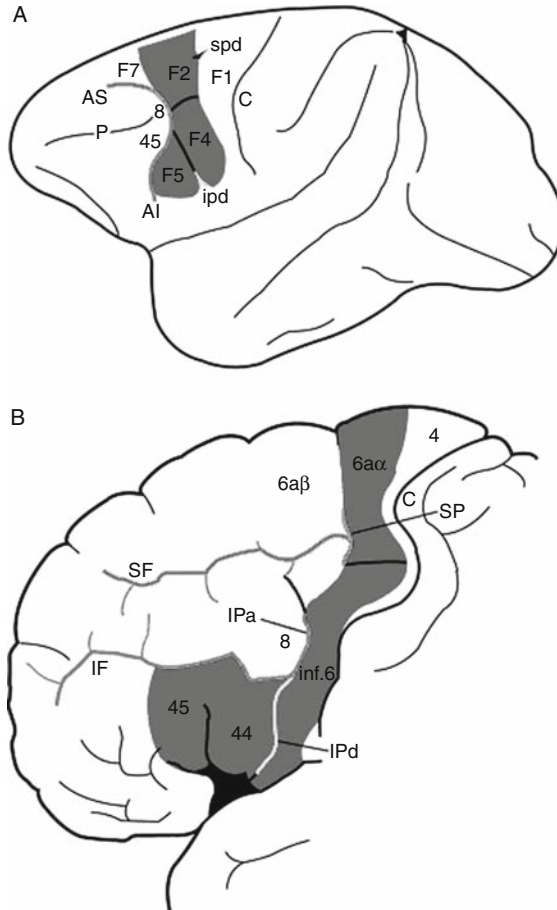 A
spd
F7
F2
F1
AS
C
8
P
45
F4
F5
ipd
AI
B
4
6aα
6aβ
C
SP
SF
IPa
8
IF
inf.6
45
44
IPd